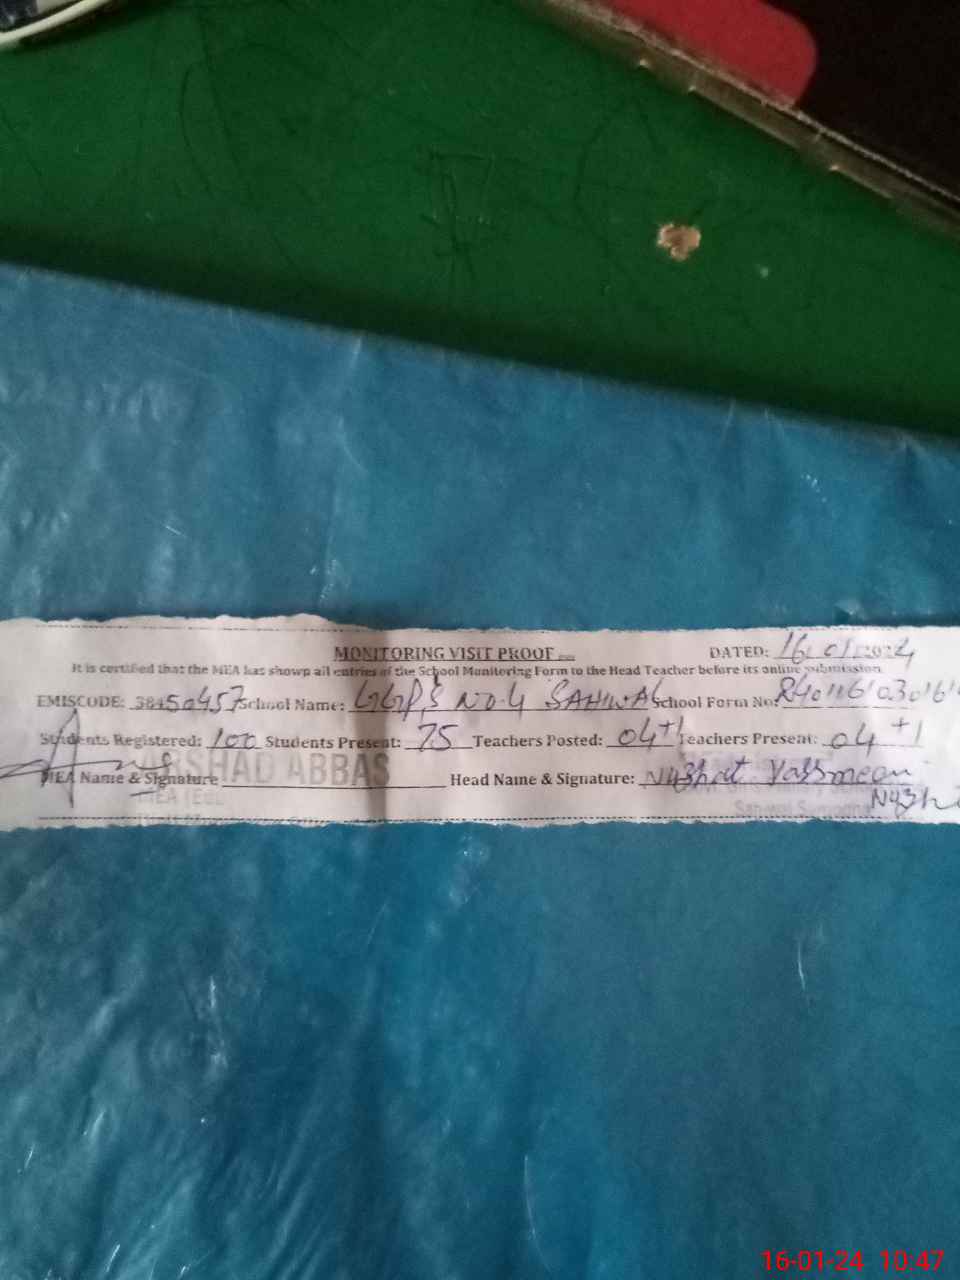 MONITORING VISIT PROOF DATED: 16/01/2024
It is certified that the MEA has shown all entries of the School Monitoring Form to the Head Teacher before its online submission
EMISCODE: 38450457 School Name: GGPS NO.4 SAHIWAL School Form No:
Students Registered: 100 Students Present: 75 Teachers Posted: 04+1 Teachers Present: 04+1
MEA Name & Signature ARSHAD ABBAS Head Name & Signature: Nu3hat Yassmeen
MEA
16-01-24 10:47